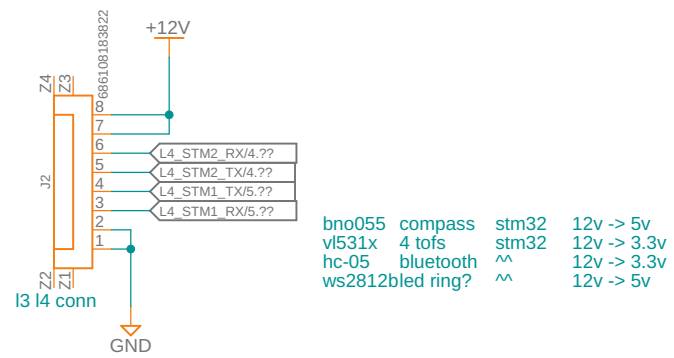 +12V
686108183822
Z4
Z3
8
7
6
L4_STM2_RX/4.??
5
L4_STM2_TX/4.??
J2
4
L4_STM1_TX/5.??
3
L4_STM1_RX/5.??
2
1
Z2
Z1
l3 l4 conn
GND
bno055 compass stm32 12v -> 5v
vl531x 4 tofs stm32 12v -> 3.3v
hc-05 bluetooth ^^ 12v -> 3.3v
ws2812bled ring? ^^ 12v -> 5v